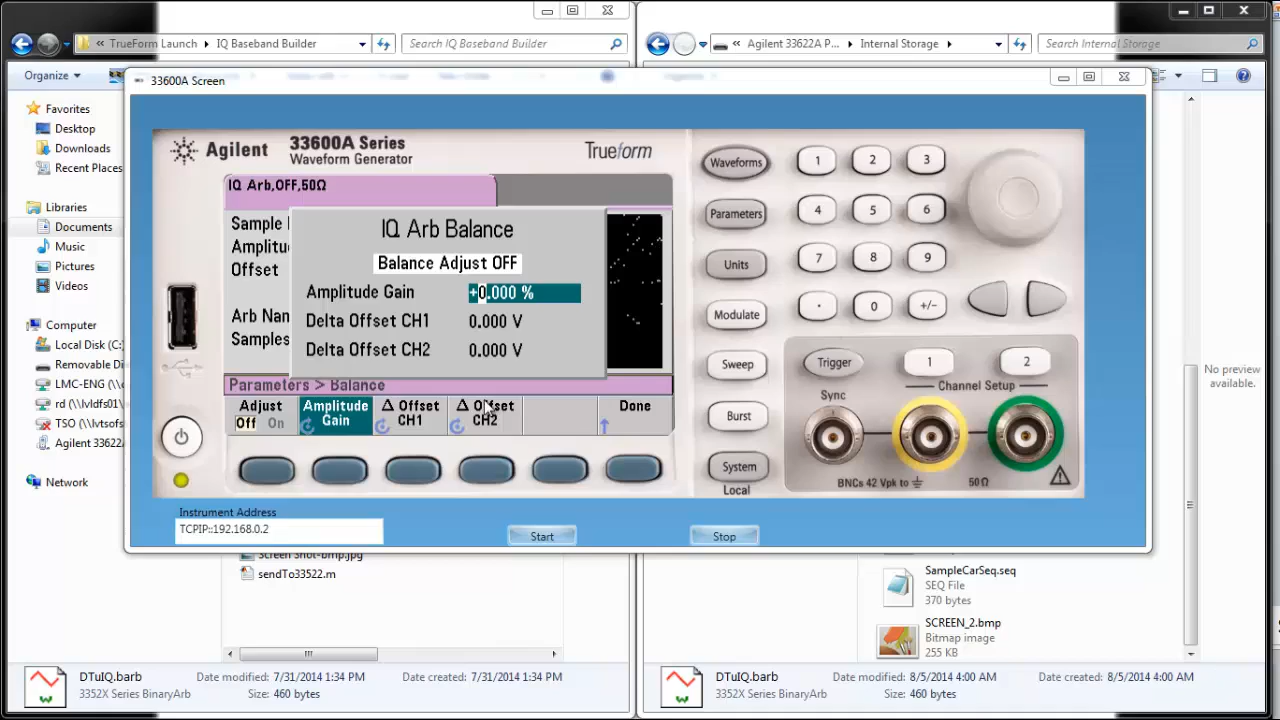 « TrueForm Launch › IQ Baseband Builder
Search IQ Baseband Builder
« Agilent 33622A P... › Internal Storage ›
Search Internal Storage
Organize
Favorites
Desktop
Downloads
Recent Places
Libraries
Documents
Music
Pictures
Videos
Computer
Local Disk (C:
Removable Di
LMC-ENG (\\
rd (\\lvldfs01\
TSO (\\lvtsofs
Agilent 33622A
Network
33600A Screen
Agilent
33600A Series
Waveform Generator
Trueform
IQ Arb,OFF,50Ω
Sample
Amplitu
Offset
Arb Nan
Samples
IQ Arb Balance
Balance Adjust OFF
Amplitude Gain +0.000 %
Delta Offset CH1 0.000 V
Delta Offset CH2 0.000 V
Parameters > Balance
Adjust
Off On
Amplitude
Gain
Δ Offset
CH1
Δ Offset
CH2
Done
Waveforms
Parameters
Units
Modulate
Sweep
Burst
System
Local
1 2 3
4 5 6
7 8 9
. 0 +/-
Trigger
1 2
Channel Setup
Sync
BNCs 42 Vpk to
50Ω
Instrument Address
TCPIP::192.168.0.2
Start
Stop
Screen Shot-bmp.jpg
sendTo33522.m
No preview
available.
SampleCarSeq.seq
SEQ File
370 bytes
SCREEN_2.bmp
Bitmap image
255 KB
DTuIQ.barb Date modified: 7/31/2014 1:34 PM Date created: 7/31/2014 1:34 PM
3352X Series BinaryArb Size: 460 bytes
DTuIQ.barb Date modified: 8/5/2014 4:00 AM Date created: 8/5/2014 4:00 AM
3352X Series BinaryArb Size: 460 bytes